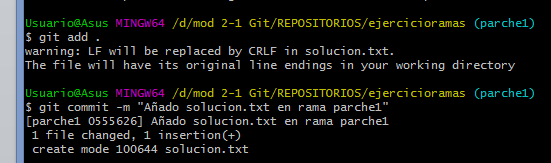 Usuario@Asus MINGW64 /d/mod 2-1 Git/REPOSITORIOS/ejercicioramas (parche1)
$ git add .
warning: LF will be replaced by CRLF in solucion.txt.
The file will have its original line endings in your working directory
Usuario@Asus MINGW64 /d/mod 2-1 Git/REPOSITORIOS/ejercicioramas (parche1)
$ git commit -m "Añado solucion.txt en rama parche1"
[parche1 0555626] Añado solucion.txt en rama parche1
1 file changed, 1 insertion(+)
create mode 100644 solucion.txt